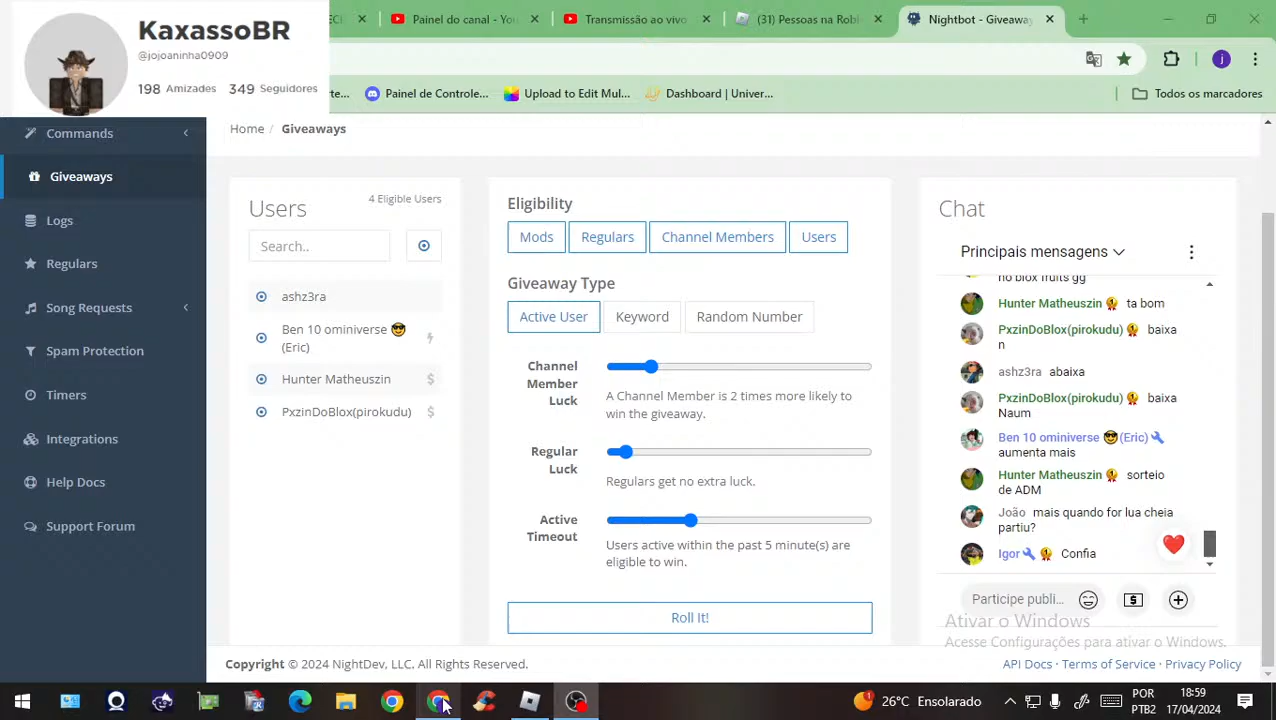 KaxassoBR
@jojoaninha0909
198 Amizades 349 Seguidores
Painel do canal - You
Transmissão ao vivo
(31) Pessoas na Rob
Nightbot - Giveaway
rte...
Painel de Controle...
Upload to Edit Mul...
Dashboard | Univer...
Todos os marcadores
j
Commands
Giveaways
Logs
Regulars
Song Requests
Spam Protection
Timers
Integrations
Help Docs
Support Forum
Home / Giveaways
Users
4 Eligible Users
Search..
ashz3ra
Ben 10 ominiverse 😎
(Eric)
Hunter Matheuszin $
PxzinDoBlox(pirokudu) $
Eligibility
Mods Regulars Channel Members Users
Giveaway Type
Active User Keyword Random Number
Channel
Member
Luck
A Channel Member is 2 times more likely to
win the giveaway.
Regular
Luck
Regulars get no extra luck.
Active
Timeout
Users active within the past 5 minute(s) are
eligible to win.
Roll It!
Chat
Principais mensagens
no blox fruits gg
Hunter Matheuszin ta bom
PxzinDoBlox(pirokudu) baixa
n
ashz3ra abaixa
PxzinDoBlox(pirokudu) baixa
Naum
Ben 10 ominiverse 😎(Eric)
aumenta mais
Hunter Matheuszin sorteio
de ADM
João mais quando for lua cheia
partiu?
Igor Confia
Participe publi...
Ativar o Windows
Acesse Configurações para ativar o Windows.
Copyright © 2024 NightDev, LLC. All Rights Reserved.
API Docs · Terms of Service · Privacy Policy
26°C Ensolarado
POR
PTB2
18:59
17/04/2024